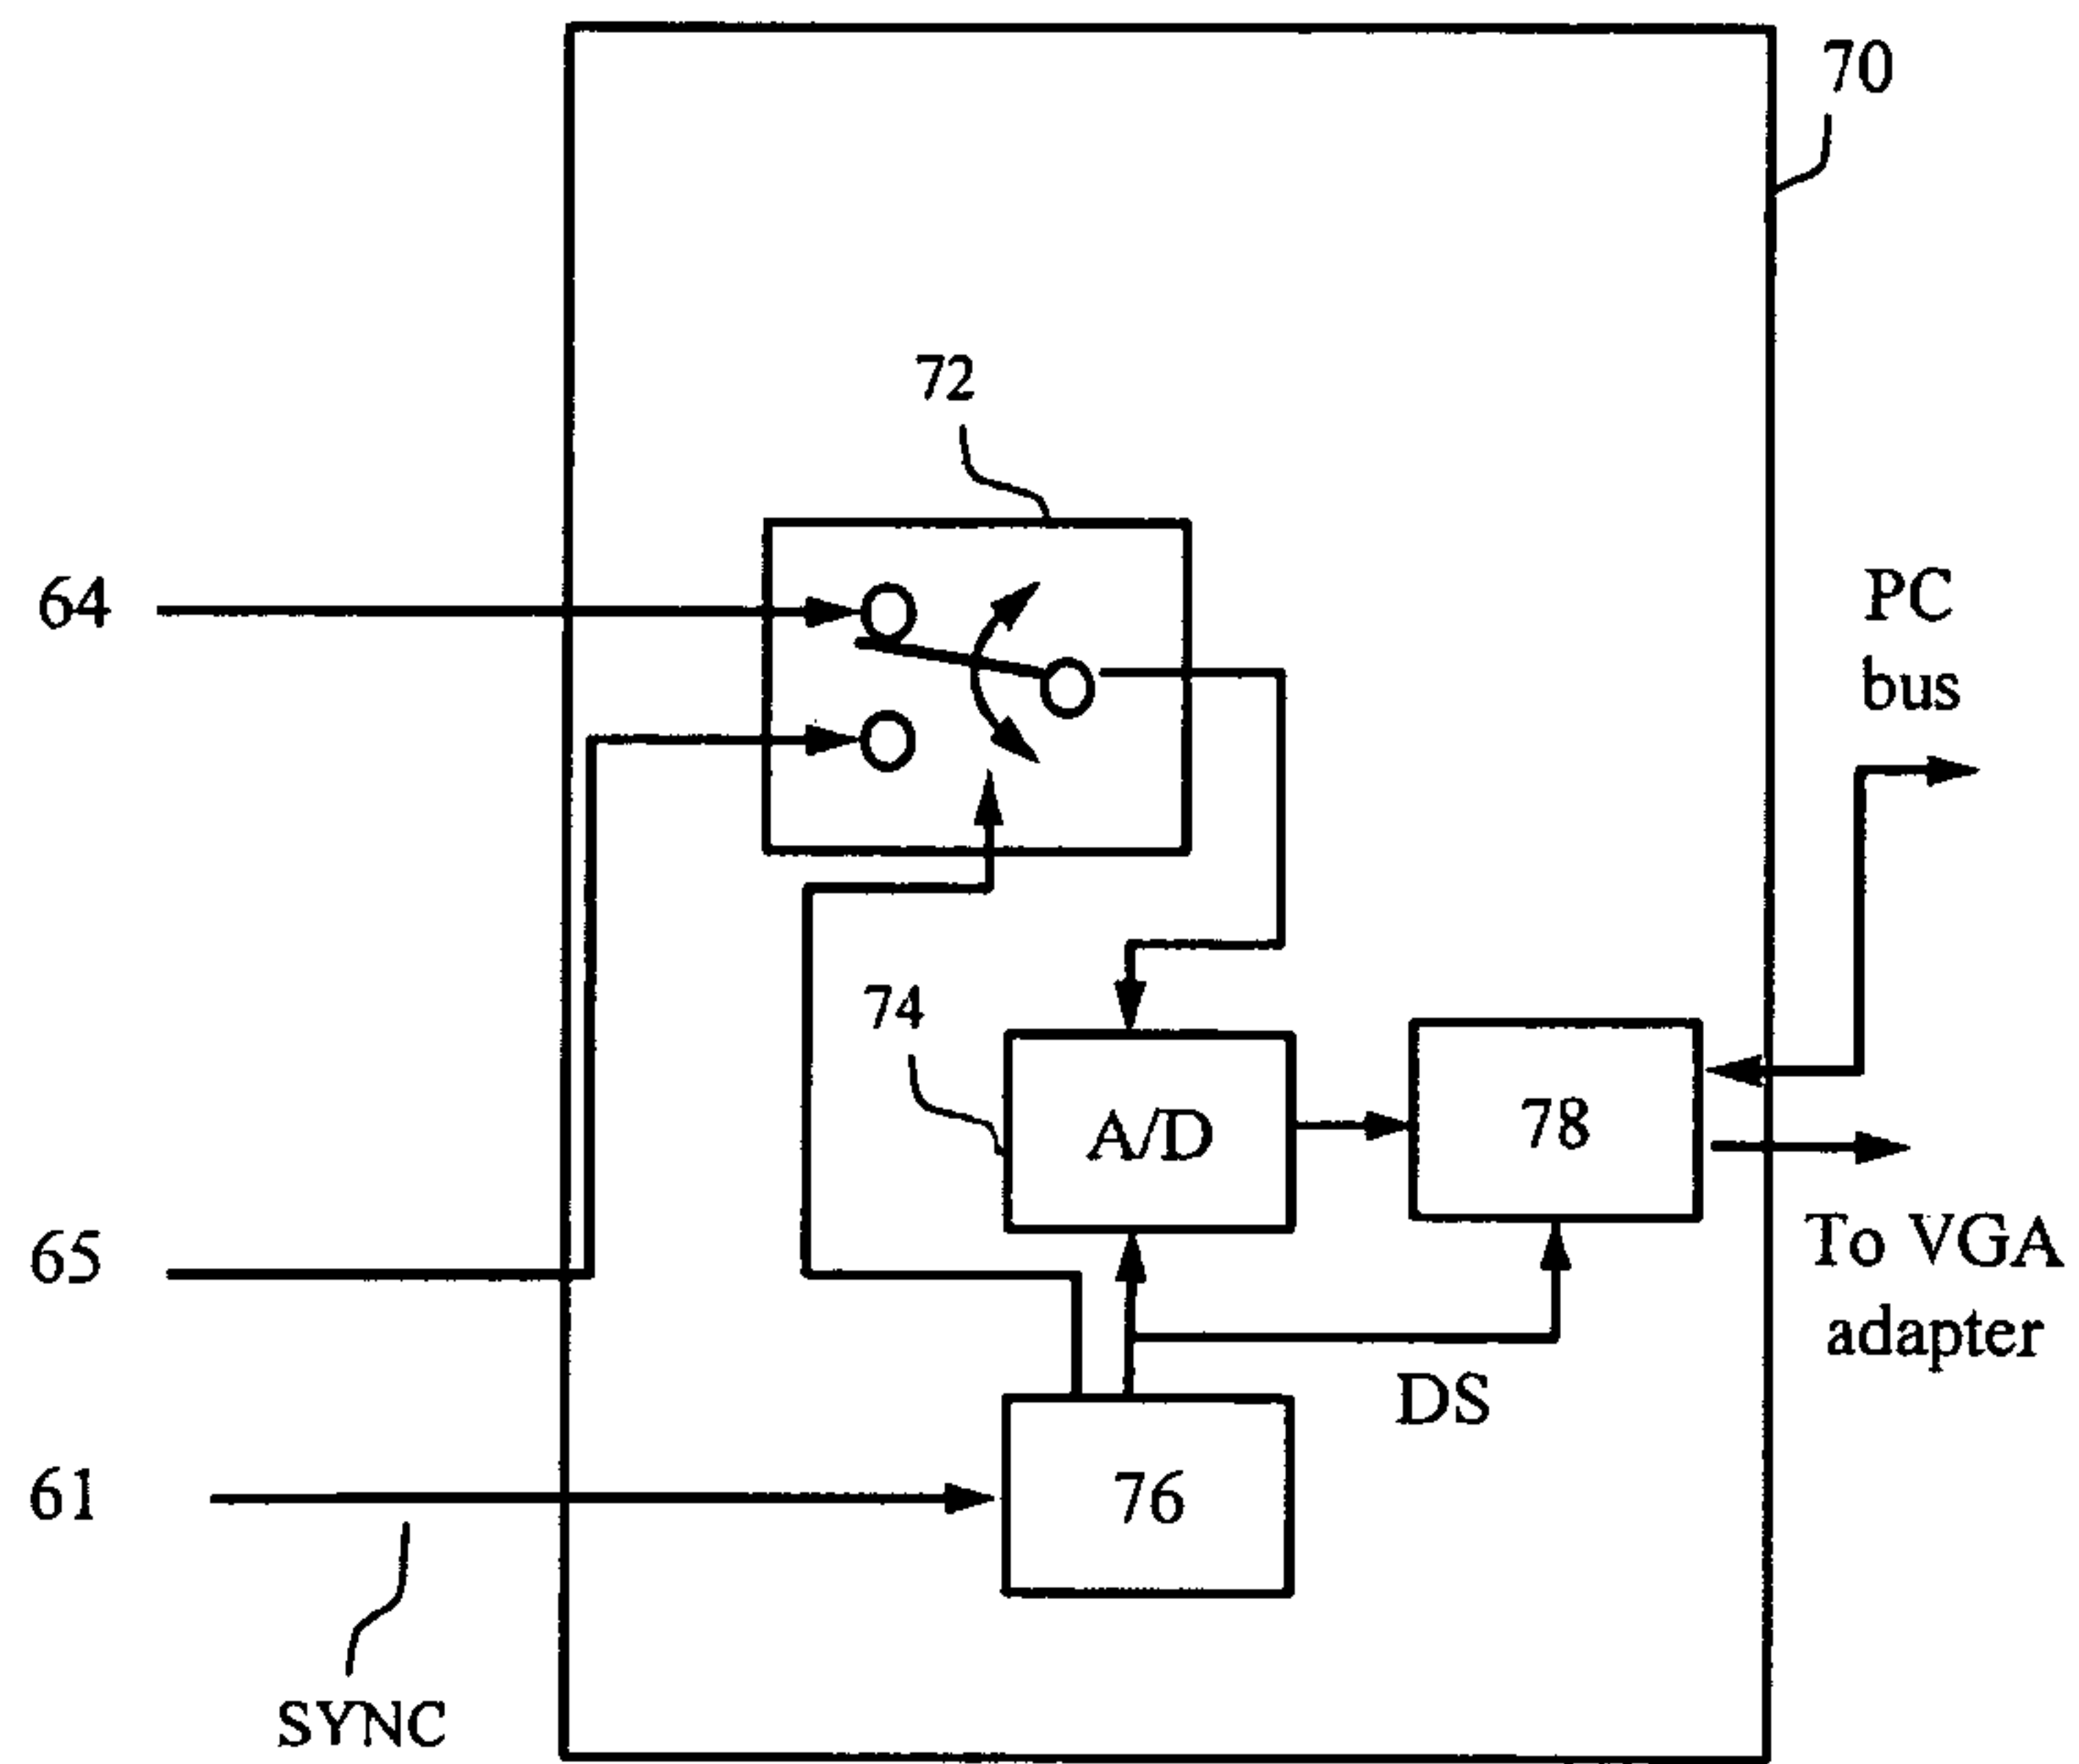 70
72
64
PC
bus
74
A/D
78
65
To VGA
adapter
DS
61
76
SYNC